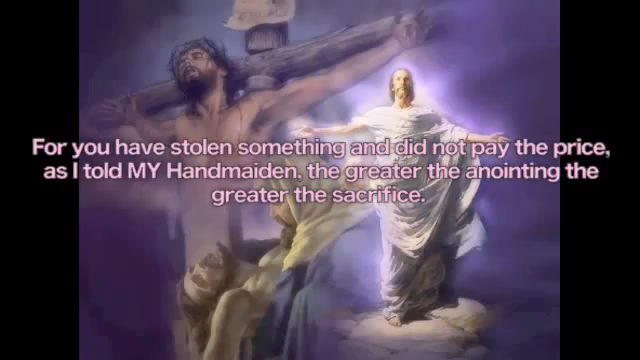 For you have stolen something and did not pay the price,
as I told MY Handmaiden, the greater the anointing the
greater the sacrifice.